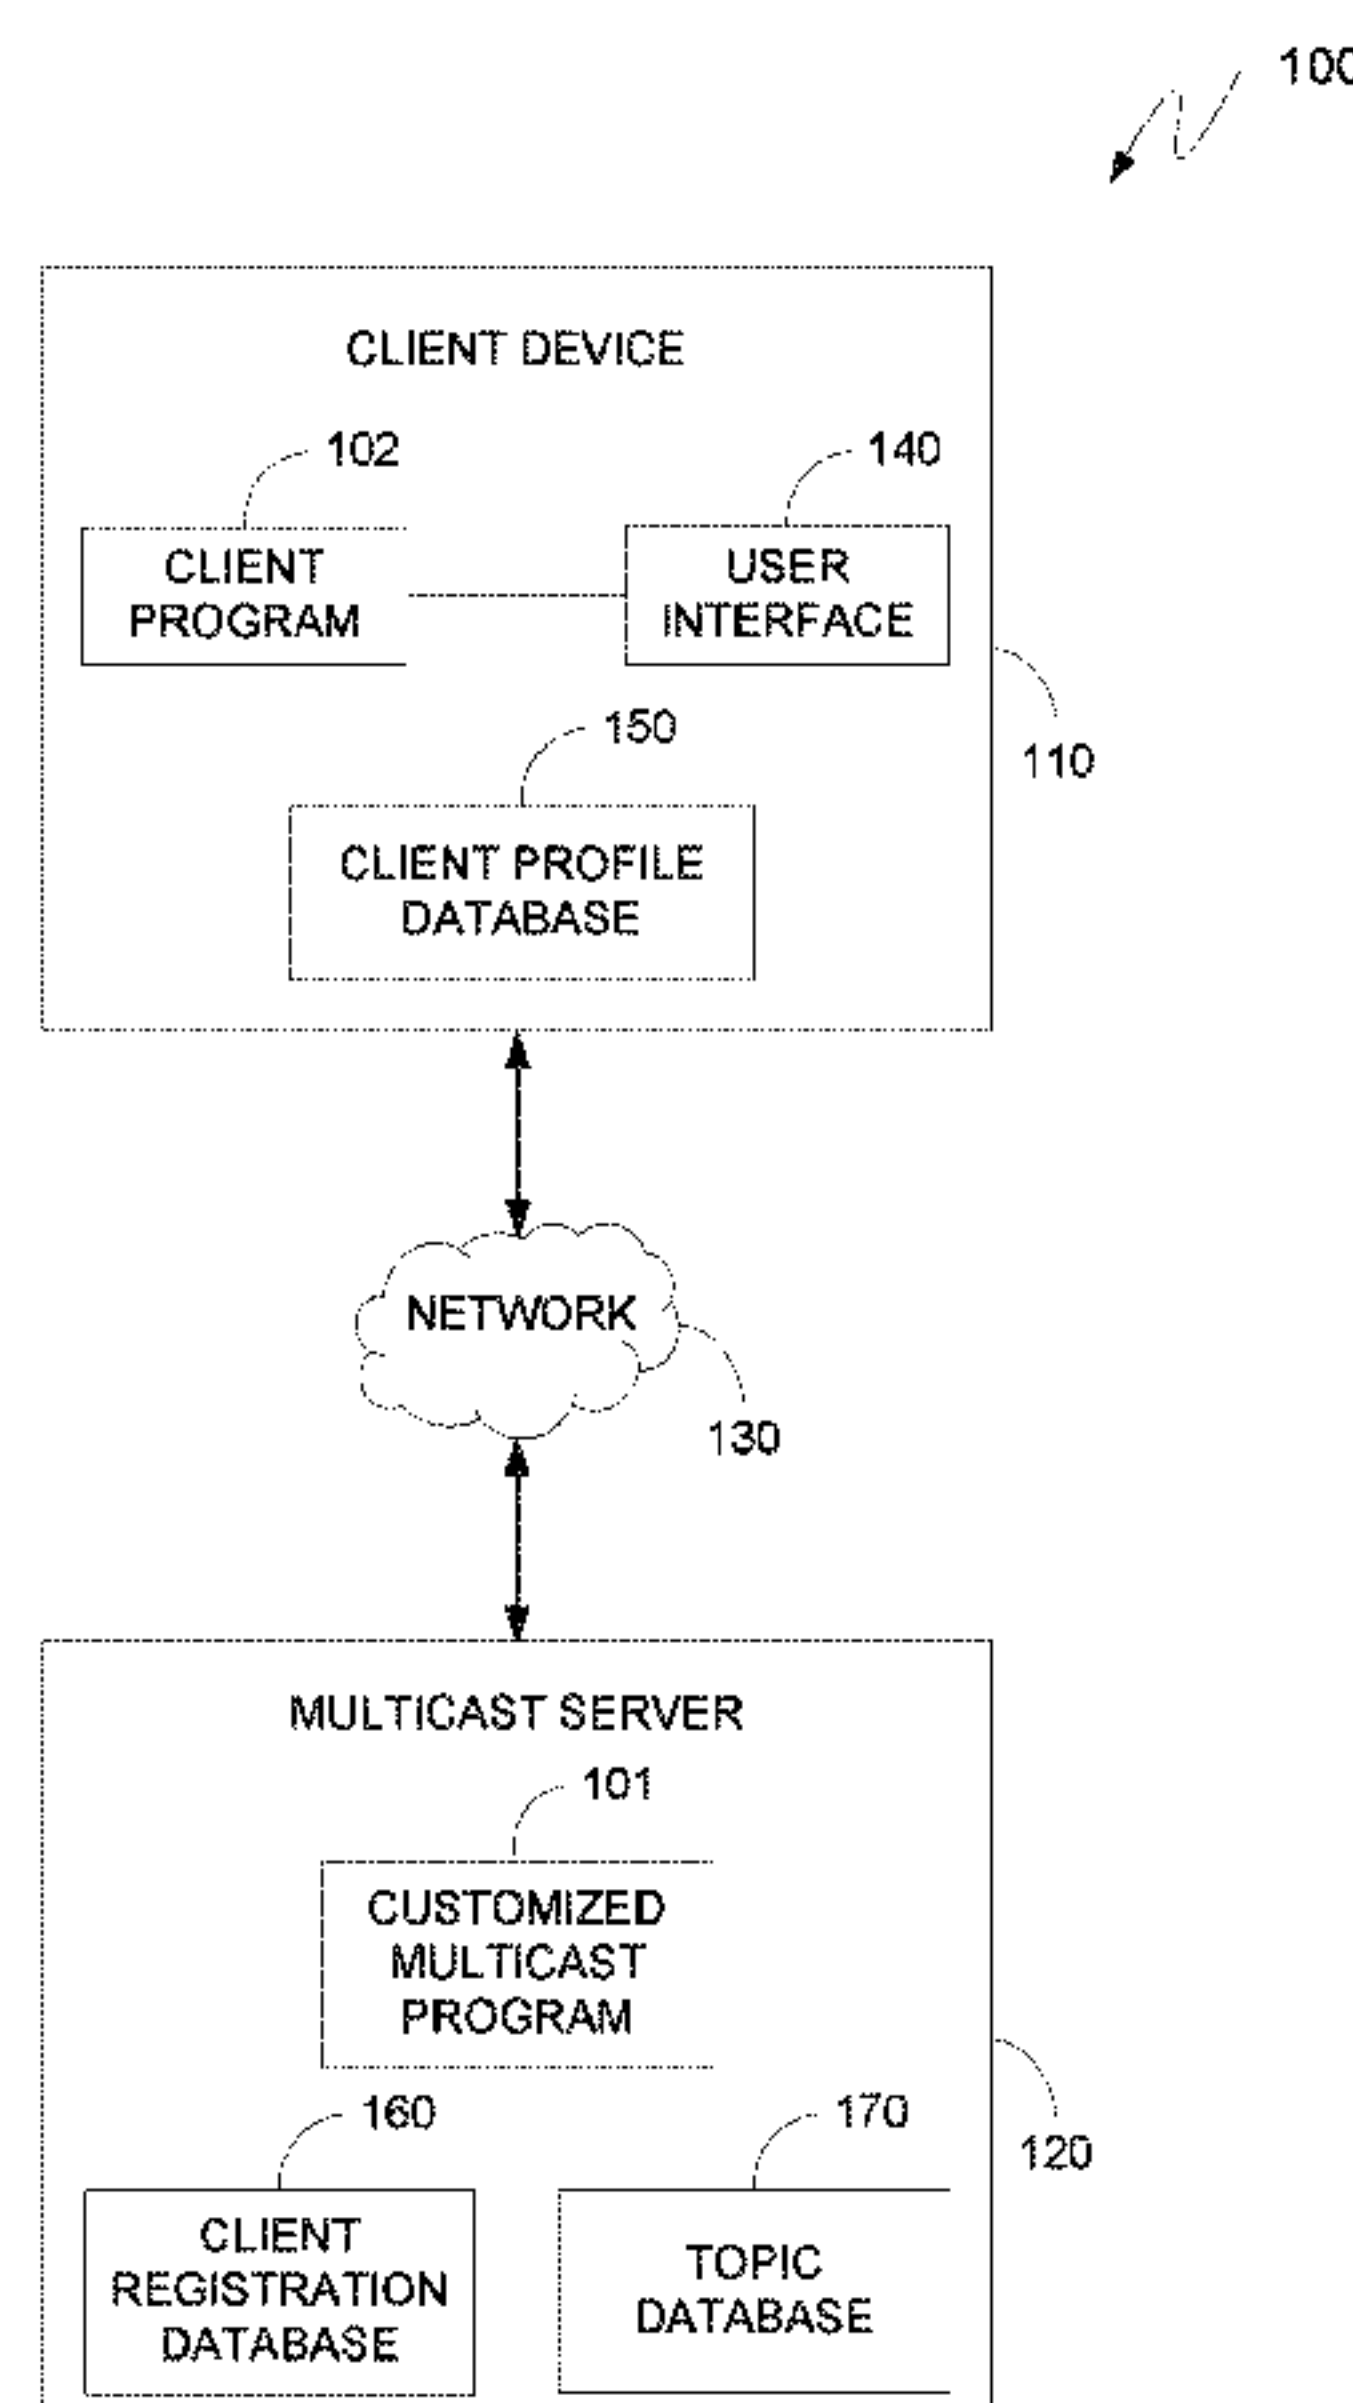 100
CLIENT DEVICE
102
140
CLIENT
PROGRAM
USER
INTERFACE
110
150
CLIENT PROFILE
DATABASE
NETWORK
130
MULTICAST SERVER
101
CUSTOMIZED
MULTICAST
PROGRAM
120
160
170
CLIENT
REGISTRATION
DATABASE
TOPIC
DATABASE